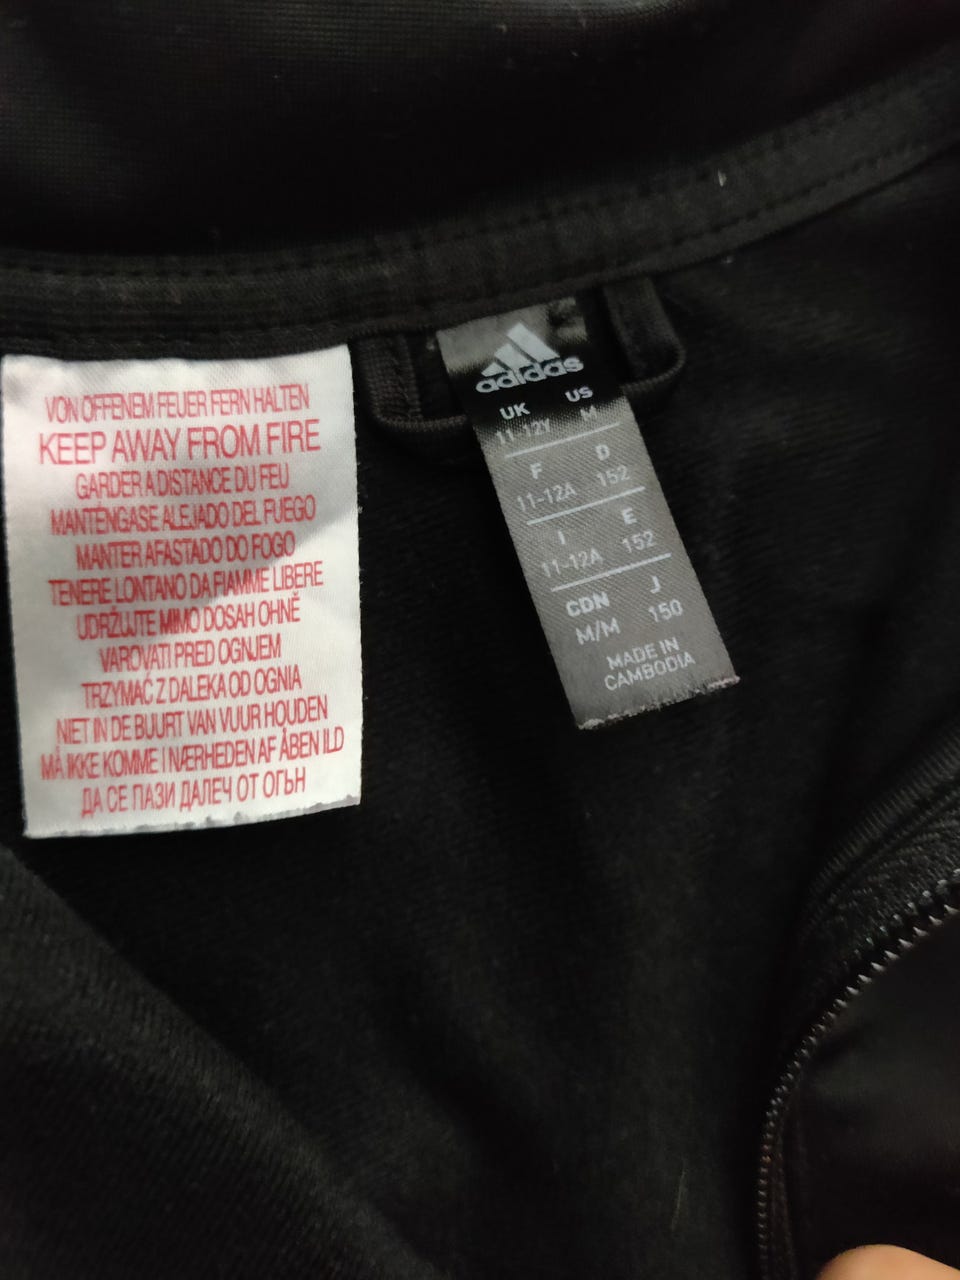 VON OFFENEM FEUER FERN HALTEN
KEEP AWAY FROM FIRE
GARDER A DISTANCE DU FEU
MANTÉNGASE ALEJADO DEL FUEGO
MANTER AFASTADO DO FOGO
TENERE LONTANO DA FIAMME LIBERE
UDRŽUJTE MIMO DOSAH OHNĚ
VAROVATI PRED OGNJEM
TRZYMAĆ Z DALEKA OD OGNIA
NIET IN DE BUURT VAN VUUR HOUDEN
MÅ IKKE KOMME I NÆRHEDEN AF ÅBEN ILD
ДА СЕ ПАЗИ ДАЛЕЧ ОТ ОГЪН
adidas
UK US
11-12Y M
F D
11-12A 152
I E
11-12A 152
CDN J
M/M 150
MADE IN
CAMBODIA